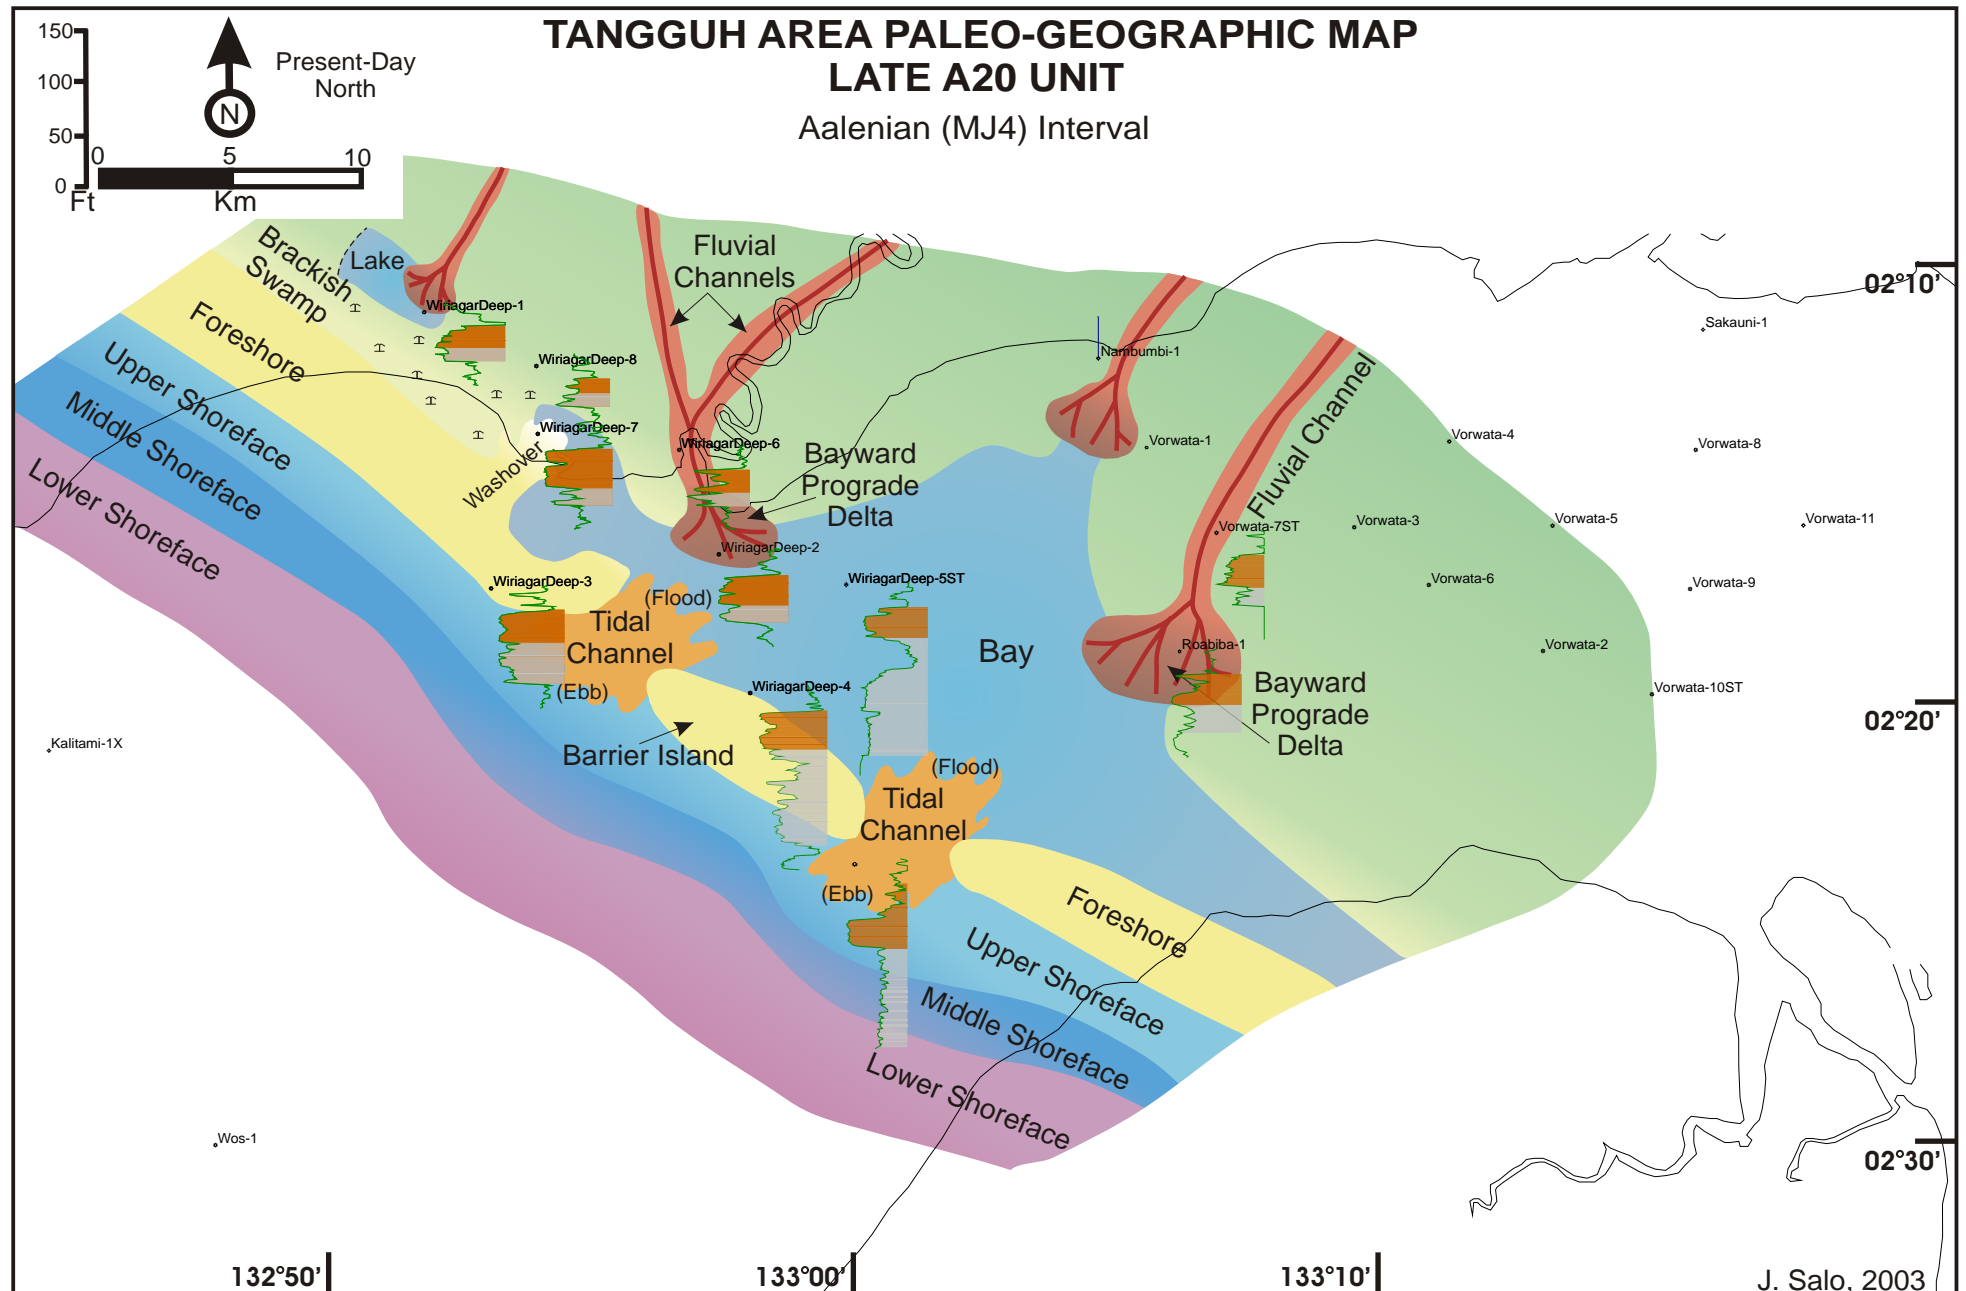 TANGGUH AREA PALEO-GEOGRAPHIC MAP
LATE A20 UNIT
Aalenian (MJ4) Interval
150
100
50
0
Ft
Present-Day
North
N
0 5 10
Km
Brackish
Swamp
Lake
Fluvial
Channels
WiriagarDeep-1
WiriagarDeep-8
WiriagarDeep-7
WiriagarDeep-6
Washover
Foreshore
Upper Shoreface
Middle Shoreface
Lower Shoreface
Bayward
Prograde
Delta
WiriagarDeep-2
WiriagarDeep-3
WiriagarDeep-5ST
(Flood)
Tidal
Channel
(Ebb)
WiriagarDeep-4
Barrier Island
Bay
(Flood)
Tidal
Channel
(Ebb)
Nambumbi-1
Vorwata-1
Fluvial Channel
Vorwata-7ST
Roabiba-1
Bayward
Prograde
Delta
Sakauni-1
Vorwata-4
Vorwata-8
Vorwata-3
Vorwata-5
Vorwata-11
Vorwata-6
Vorwata-9
Vorwata-2
Vorwata-10ST
Kalitami-1X
Wos-1
Foreshore
Upper Shoreface
Middle Shoreface
Lower Shoreface
02°10'
02°20'
02°30'
132°50'
133°00'
133°10'
J. Salo, 2003